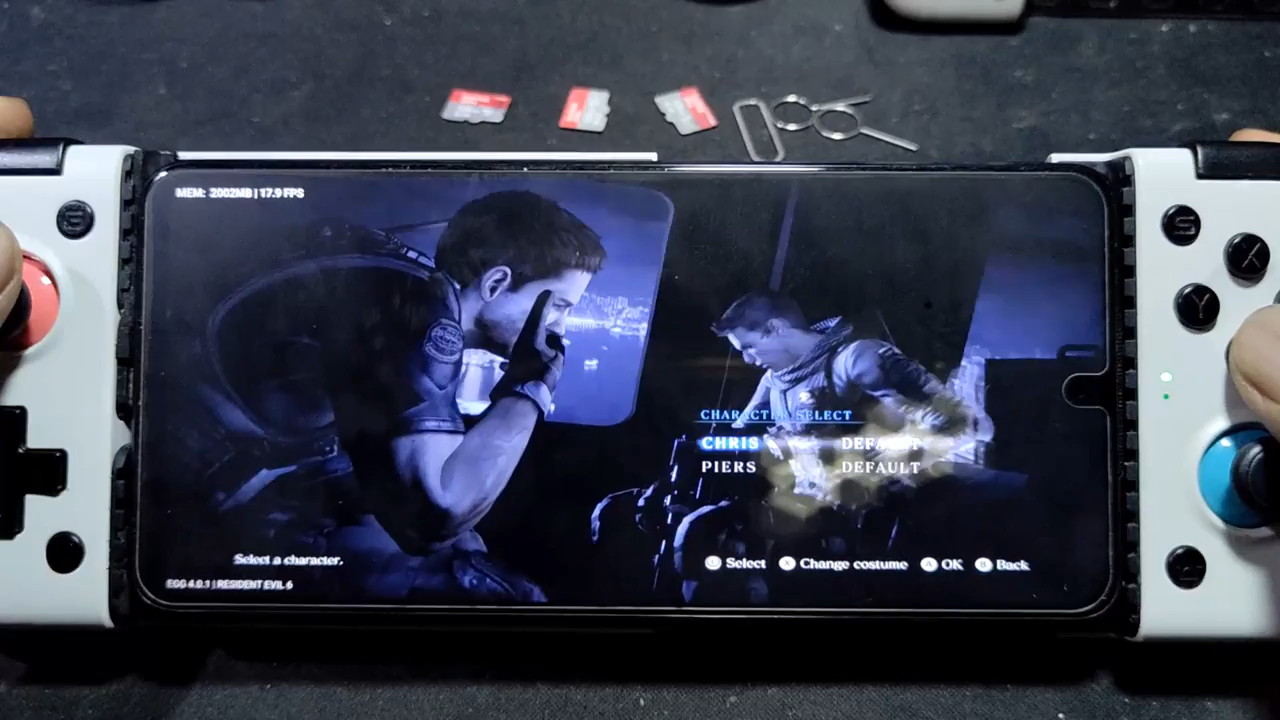 MEM: 2002MB | 17.9 FPS
CHARACTER SELECT
CHRIS DEFAULT
PIERS DEFAULT
Select a character.
Select X Change costume A OK B Back
EGG 4.0.1 | RESIDENT EVIL 6
S
X
Y